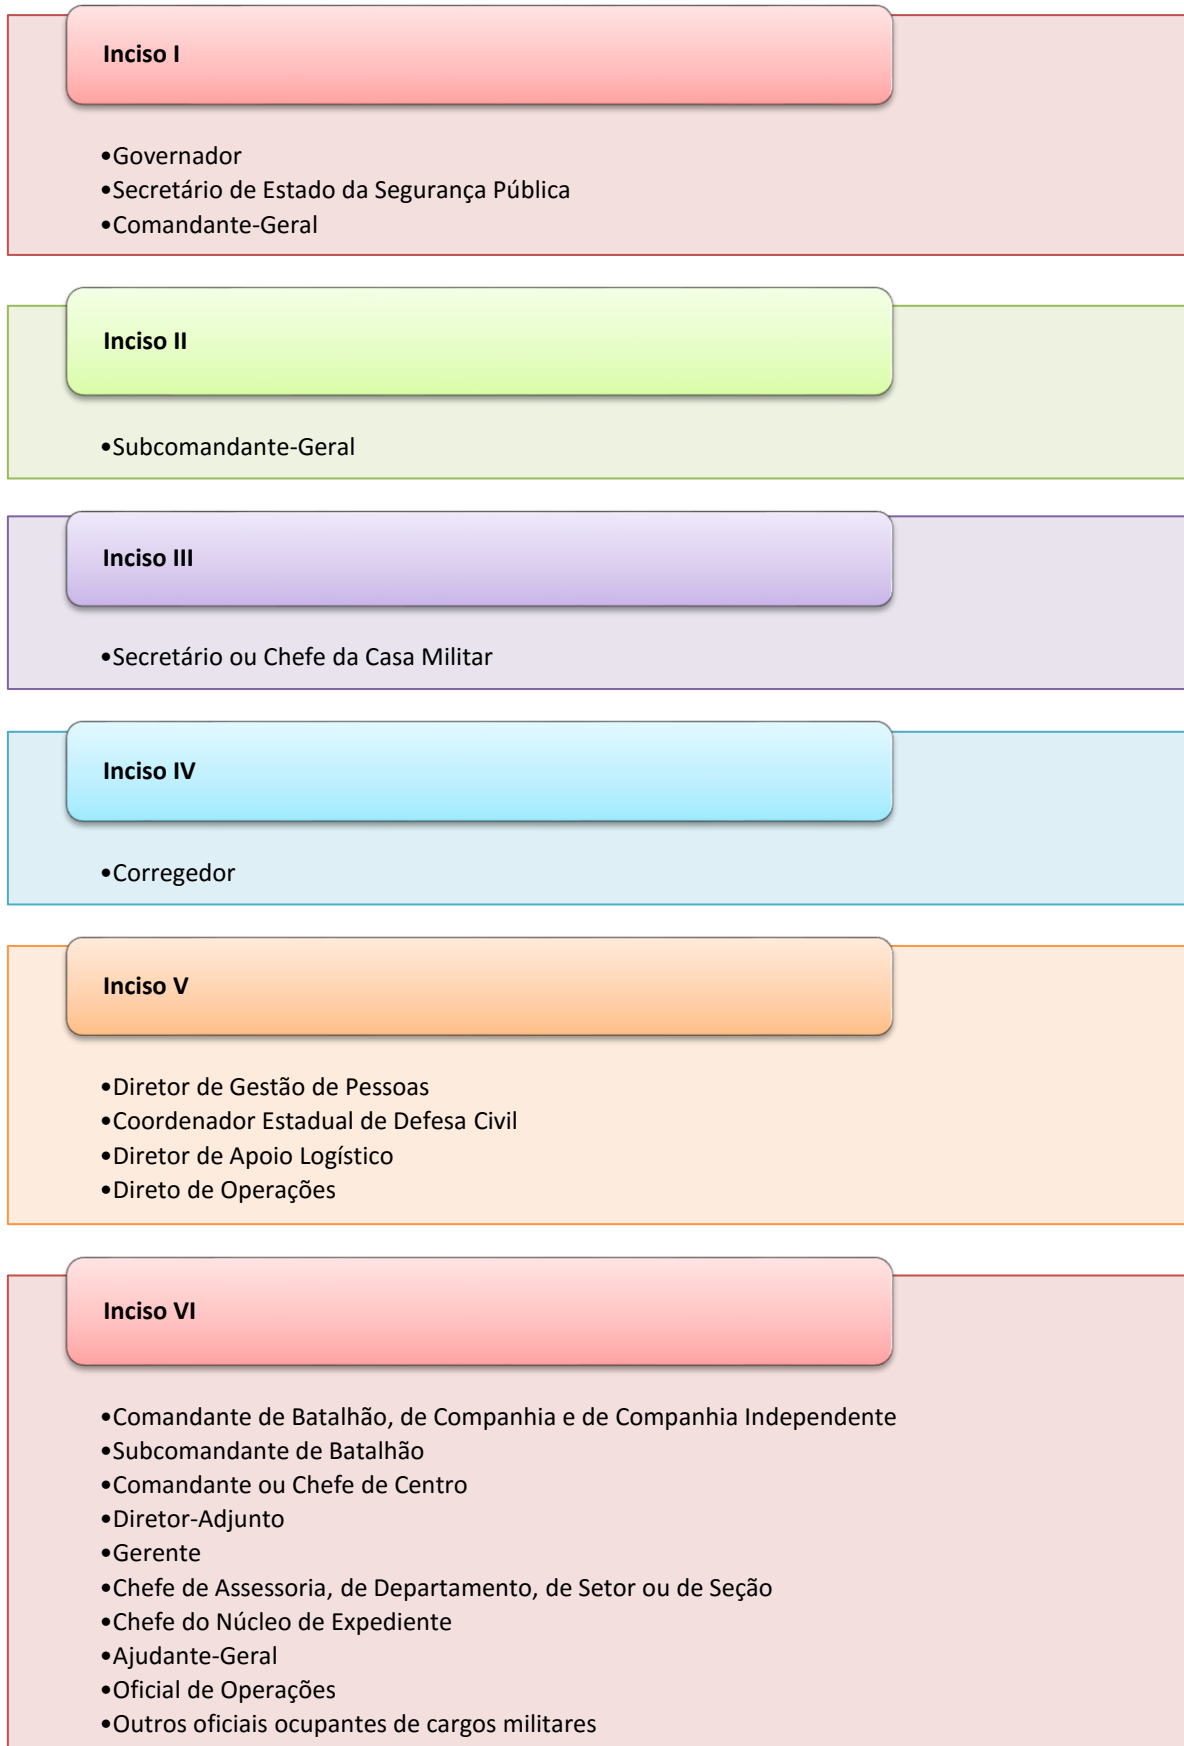 Inciso I
•Governador
•Secretário de Estado da Segurança Pública
•Comandante-Geral
Inciso II
•Subcomandante-Geral
Inciso III
•Secretário ou Chefe da Casa Militar
Inciso IV
•Corregedor
Inciso V
•Diretor de Gestão de Pessoas
•Coordenador Estadual de Defesa Civil
•Diretor de Apoio Logístico
•Direto de Operações
Inciso VI
•Comandante de Batalhão, de Companhia e de Companhia Independente
•Subcomandante de Batalhão
•Comandante ou Chefe de Centro
•Diretor-Adjunto
•Gerente
•Chefe de Assessoria, de Departamento, de Setor ou de Seção
•Chefe do Núcleo de Expediente
•Ajudante-Geral
•Oficial de Operações
•Outros oficiais ocupantes de cargos militares